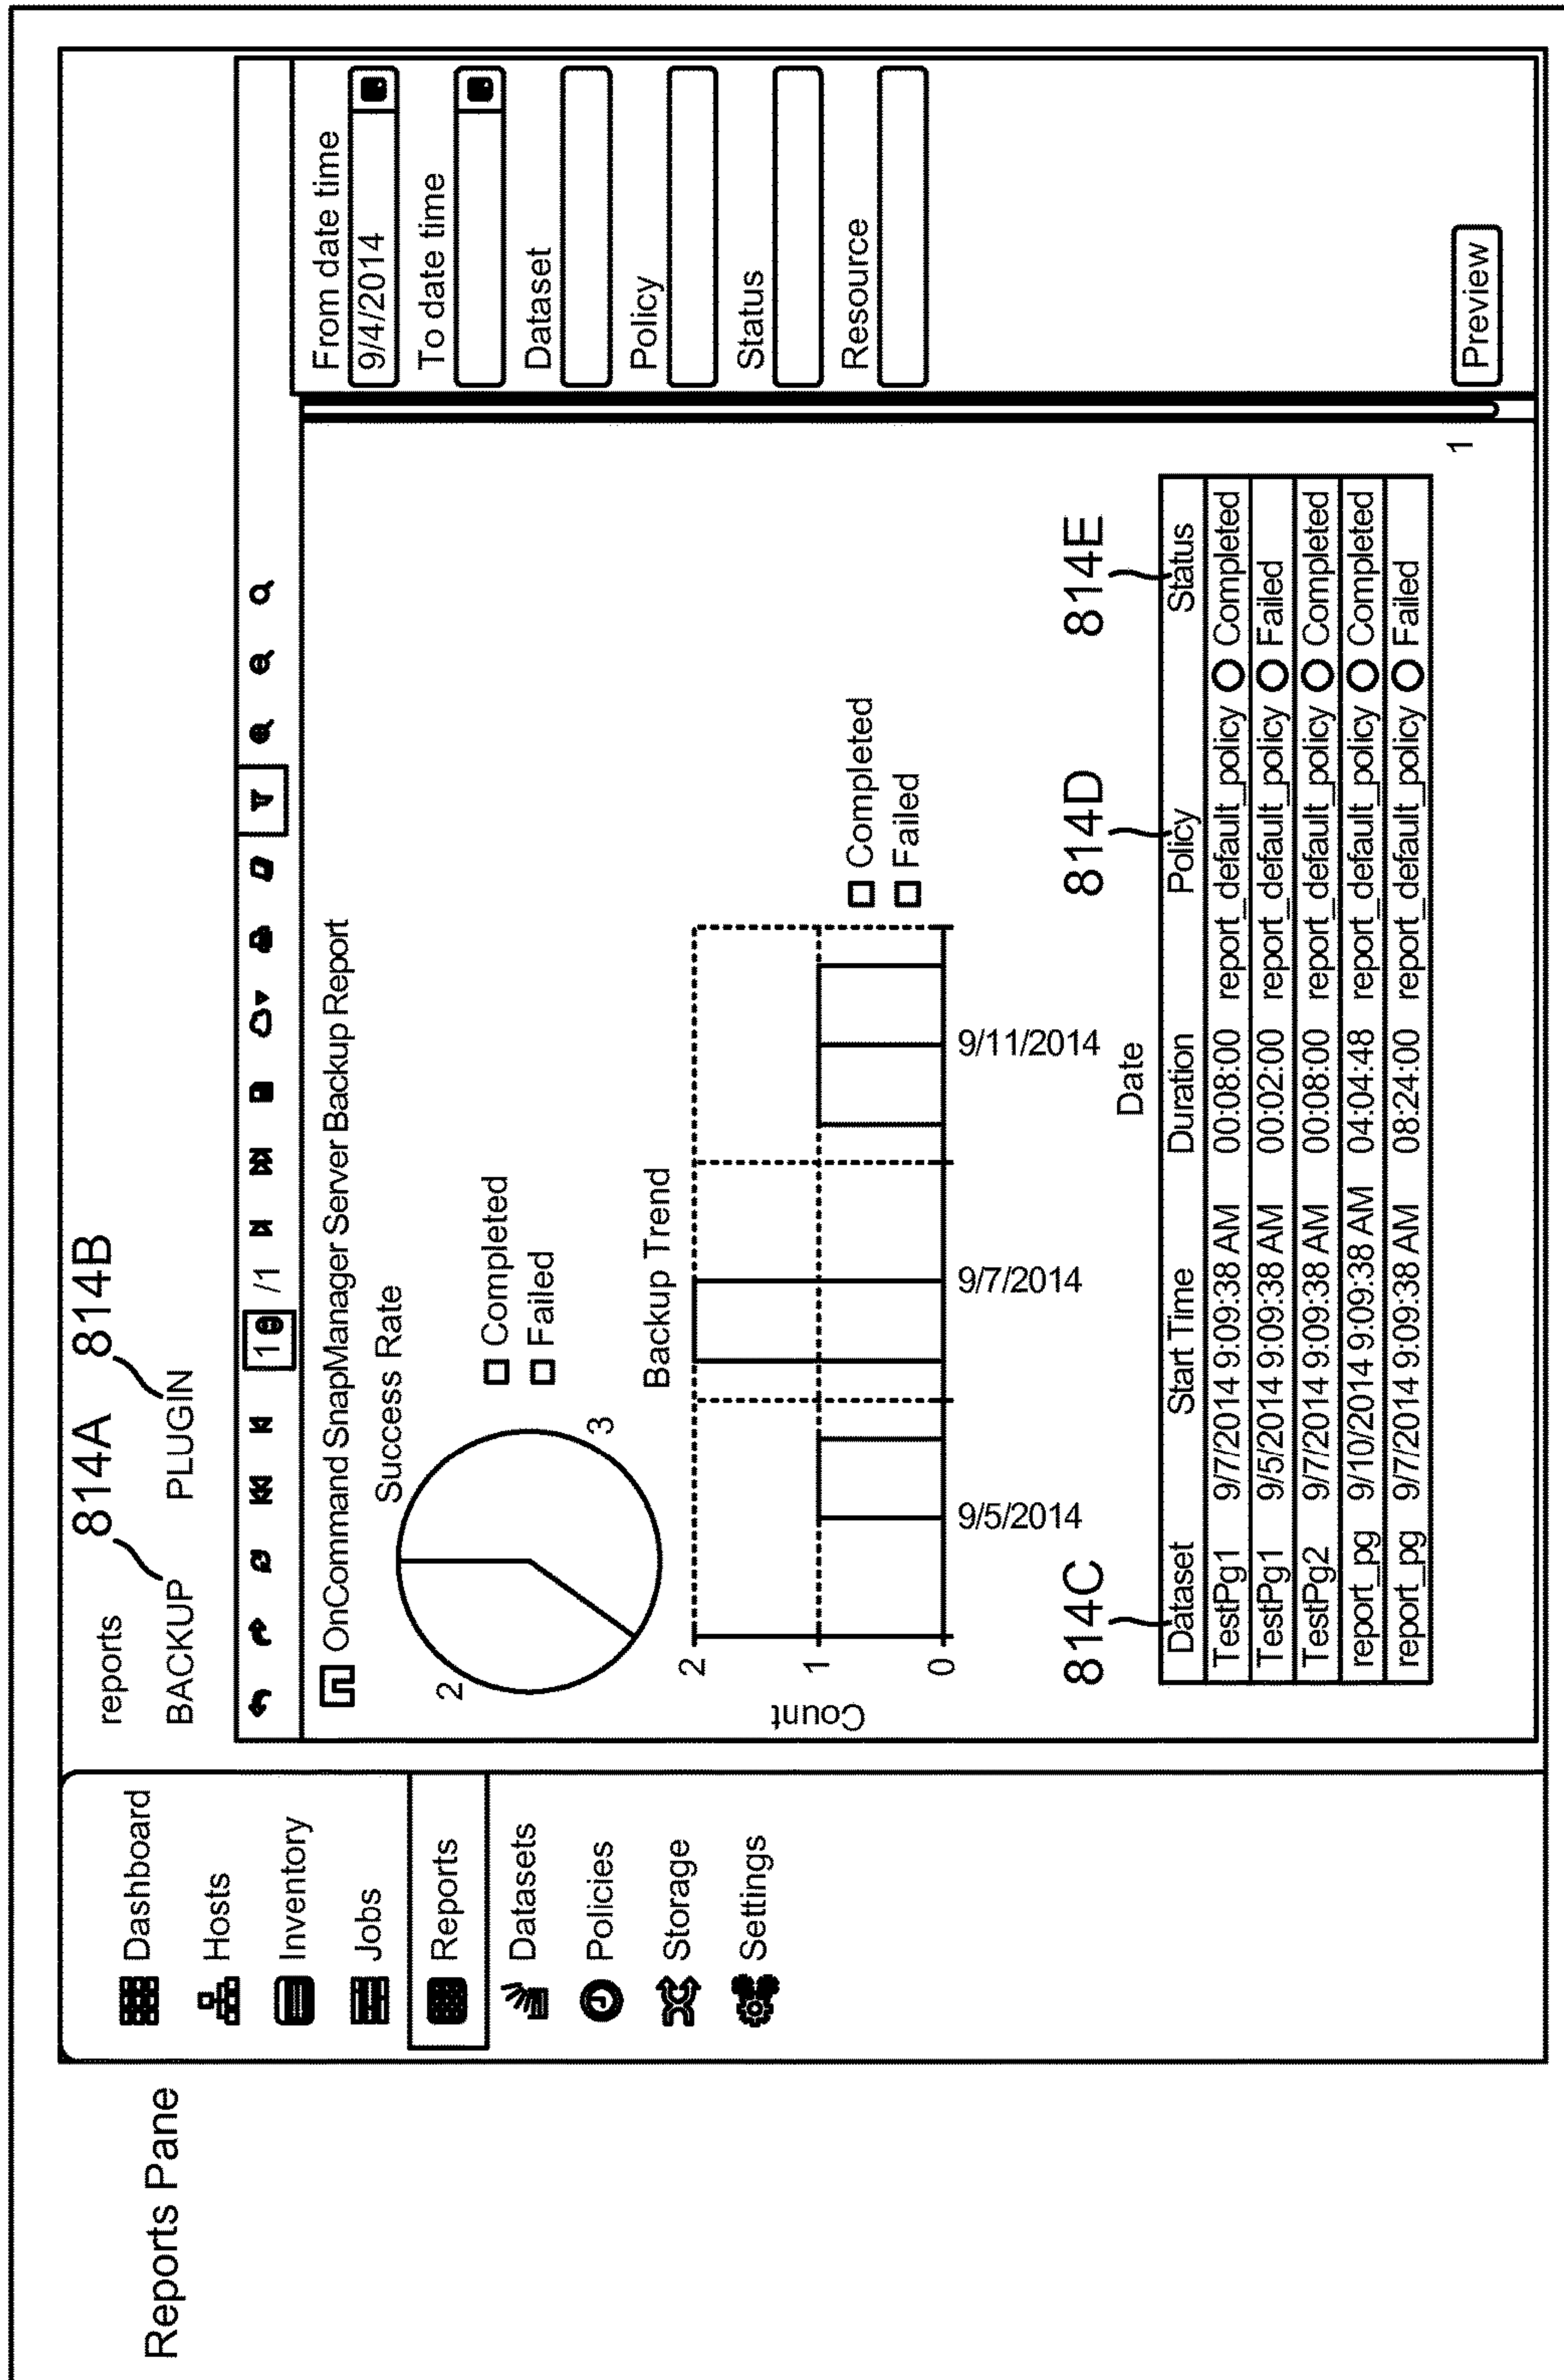 Reports Pane
Dashboard
Hosts
Inventory
Jobs
Reports
Datasets
Policies
Storage
Settings
reports
814A 814B
BACKUP PLUGIN
1 /1
OnCommand SnapManager Server Backup Report
Success Rate
2
3
Completed
Failed
Backup Trend
Count
2
1
0
9/5/2014 9/7/2014 9/11/2014
Date
Completed
Failed
814C 814D 814E
Dataset Start Time Duration Policy Status
TestPg1 9/7/2014 9:09:38 AM 00:08:00 report_default_policy Completed
TestPg1 9/5/2014 9:09:38 AM 00:02:00 report_default_policy Failed
TestPg2 9/7/2014 9:09:38 AM 00:08:00 report_default_policy Completed
report_pg 9/10/2014 9:09:38 AM 04:04:48 report_default_policy Completed
report_pg 9/7/2014 9:09:38 AM 08:24:00 report_default_policy Failed
1
From date time
9/4/2014
To date time
Dataset
Policy
Status
Resource
Preview